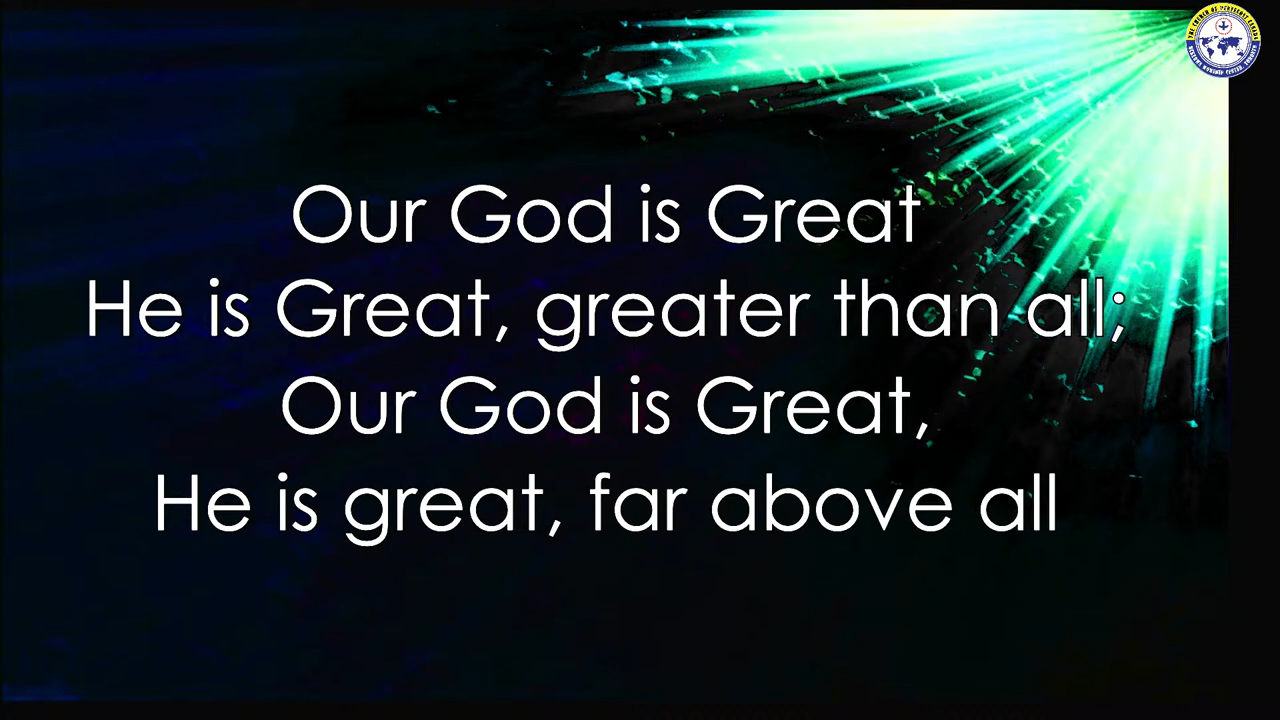 Our God is Great
He is Great, greater than all;
Our God is Great,
He is great, far above all